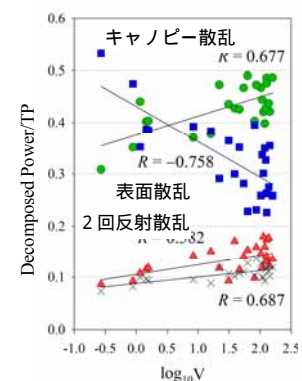 キャノピー散乱
R = 0.677
R = −0.758
表面散乱
2回反射散乱
R = 0.687
Decomposed Power/TP
0.6
0.5
0.4
0.3
0.2
0.1
0.0
-1.0 -0.5 0.0 0.5 1.0 1.5 2.0 2.5
log10V